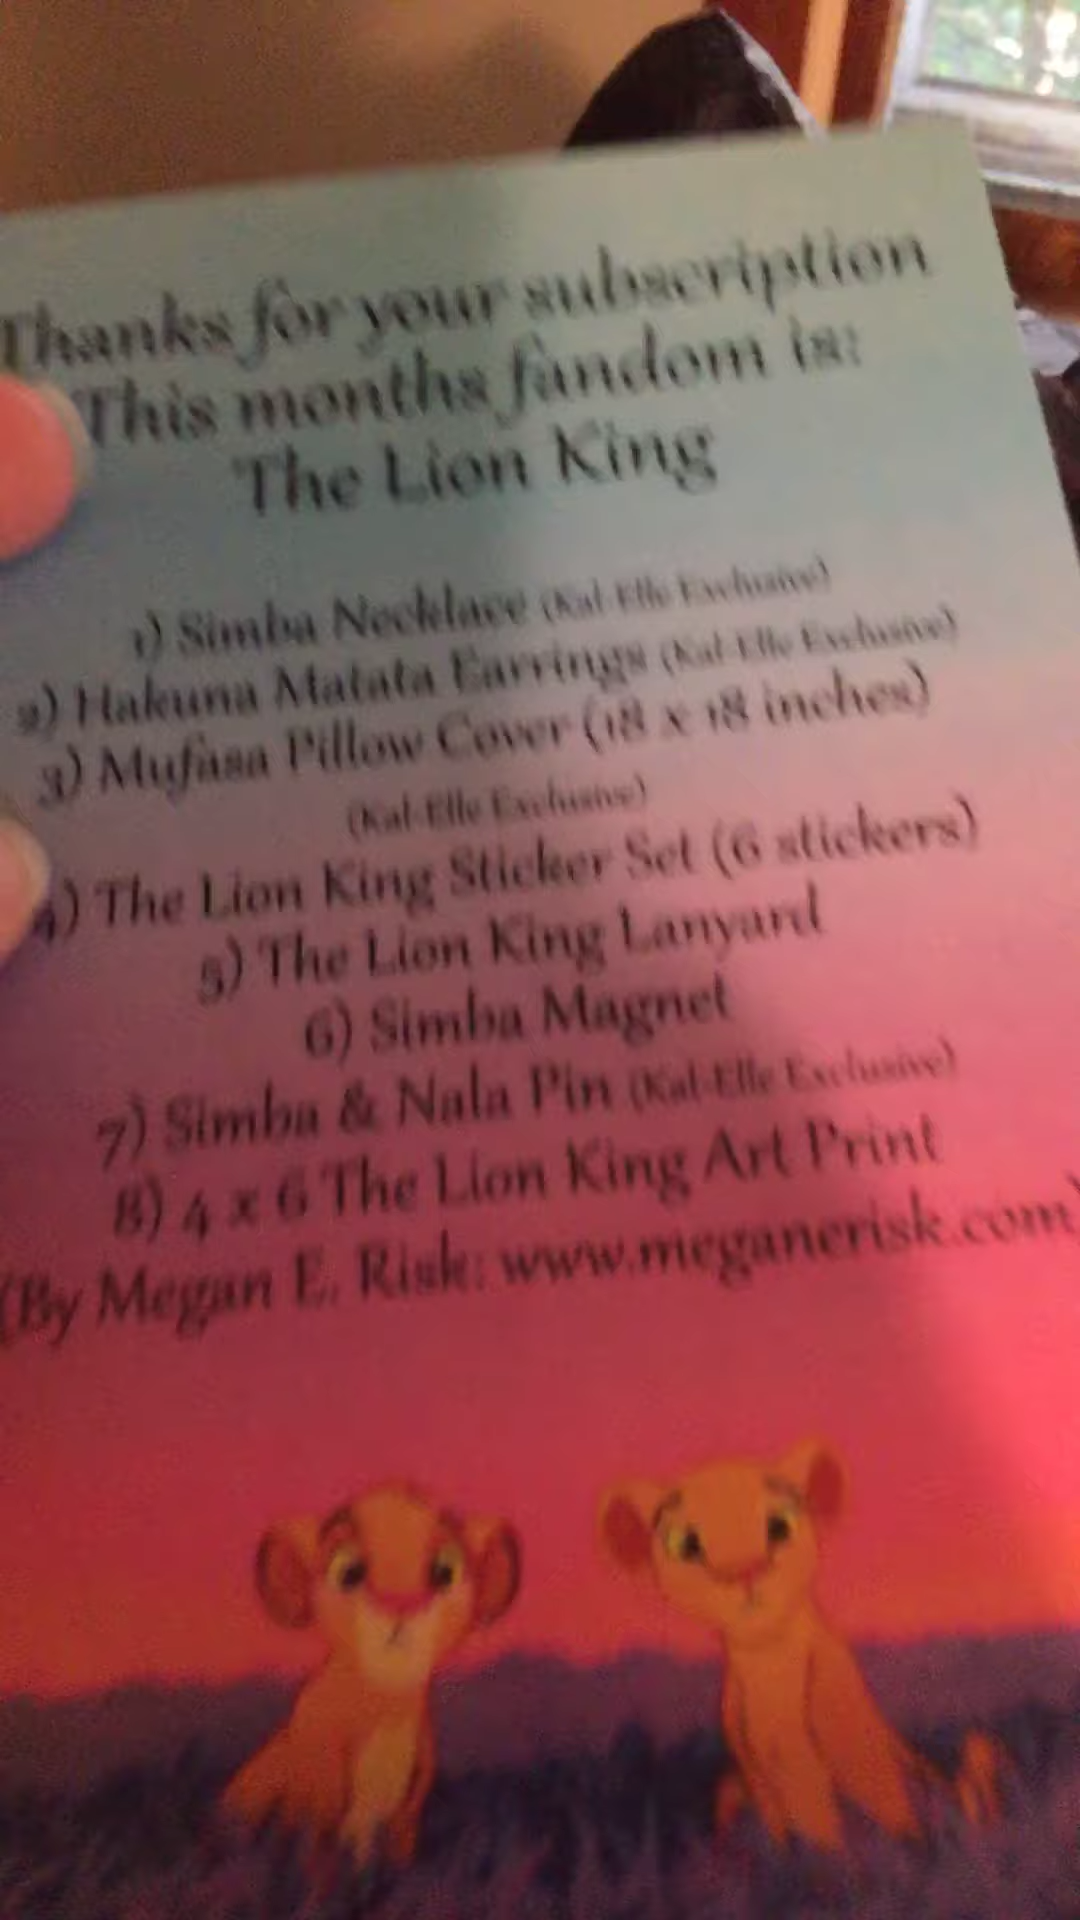 Thanks for your subscription
This months fandom is:
The Lion King
1) Simba Necklace (Kal-Elle Exclusive)
2) Hakuna Matata Earrings (Kal-Elle Exclusive)
3) Mufasa Pillow Cover (18 x 18 inches)
(Kal-Elle Exclusive)
4) The Lion King Sticker Set (6 stickers)
5) The Lion King Lanyard
6) Simba Magnet
7) Simba & Nala Pin (Kal-Elle Exclusive)
8) 4 x 6 The Lion King Art Print
(By Megan E. Risk: www.meganerisk.com)